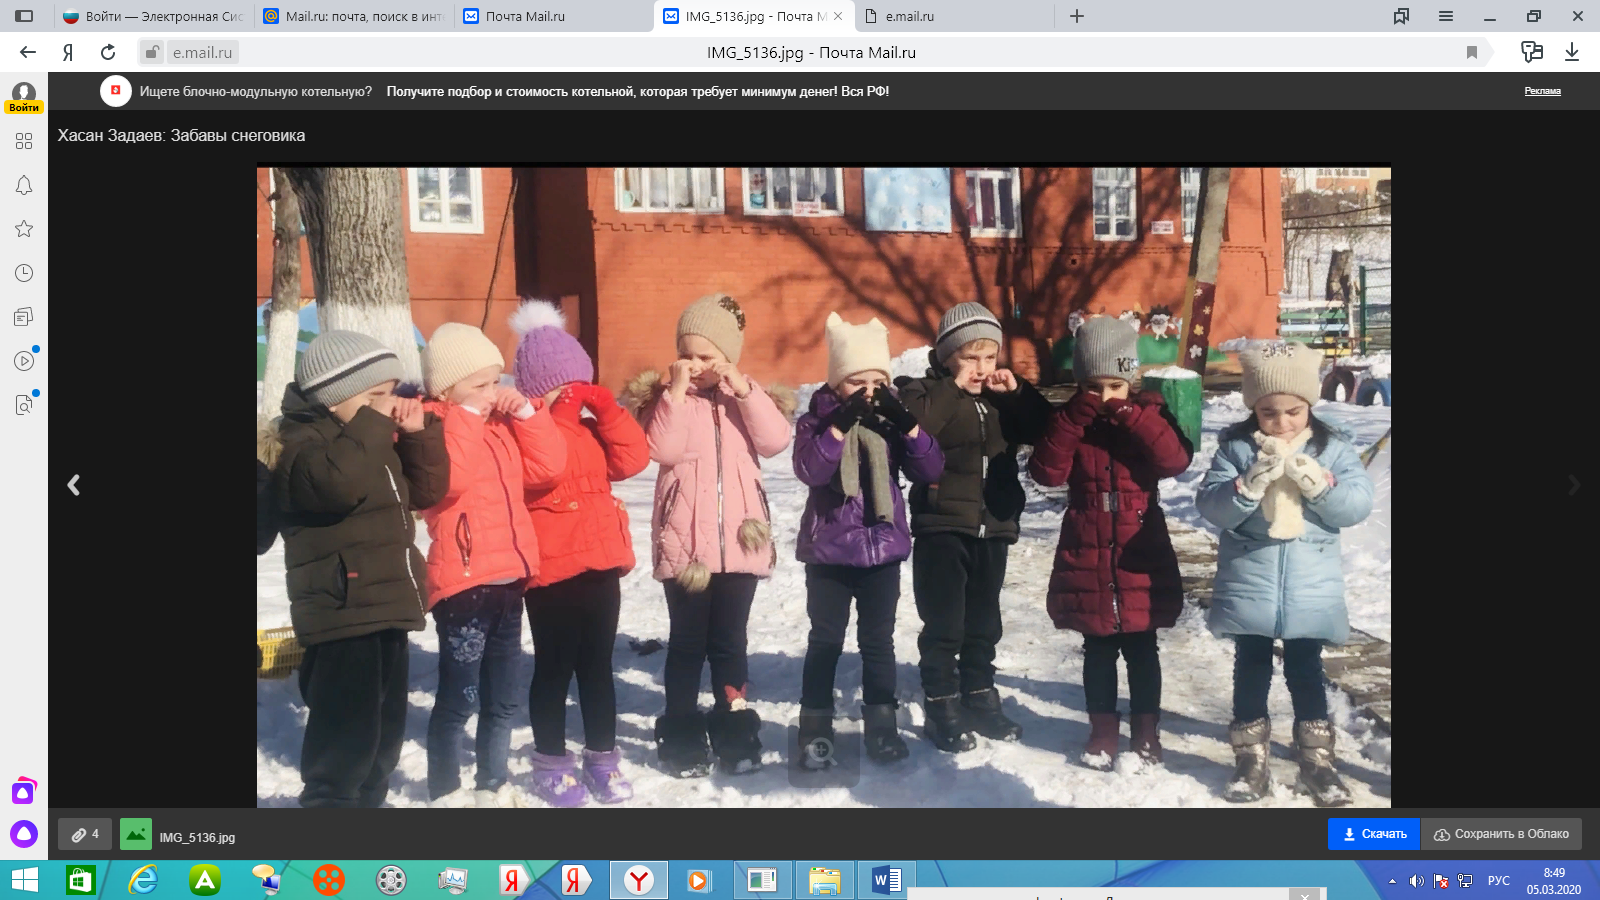 Войти — Электронная Сис
Mail.ru: почта, поиск в инте
Почта Mail.ru
IMG_5136.jpg - Почта M
e.mail.ru
Я
e.mail.ru
IMG_5136.jpg - Почта Mail.ru
Войти
Ищете блочно-модульную котельную? Получите подбор и стоимость котельной, которая требует минимум денег! Вся РФ!
Реклама
Хасан Задаев: Забавы снеговика
4
IMG_5136.jpg
Скачать
Сохранить в Облако
РУС
8:49
05.03.2020